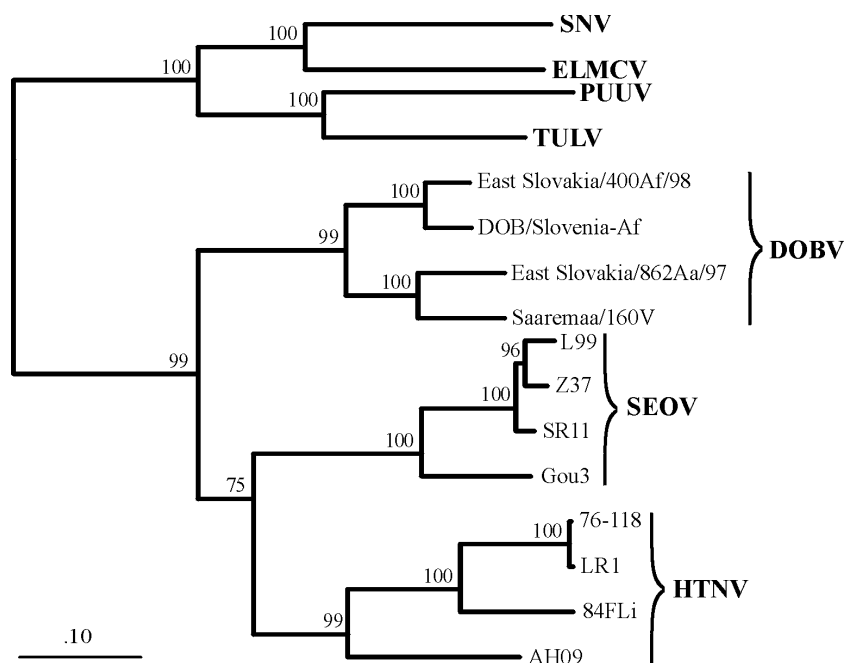 SNV
100
ELMCV
100
PUUV
100
TULV
East Slovakia/400Af/98
100
DOB/Slovenia-Af
99
DOBV
East Slovakia/862Aa/97
100
Saaremaa/160V
L99
96
99
Z37
100
SEOV
SR11
100
Gou3
75
76-118
100
LR1
100
HTNV
84FLi
99
.10
AH09